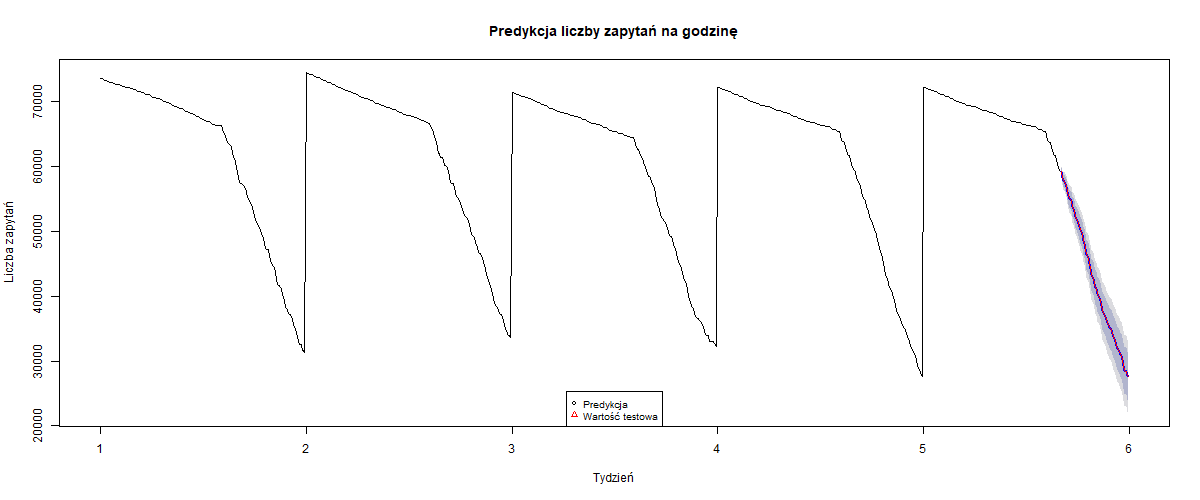 Predykcja liczby zapytań na godzinę
Liczba zapytań
70000
60000
50000
40000
30000
20000
Predykcja
Wartość testowa
1 2 3 4 5 6
Tydzień